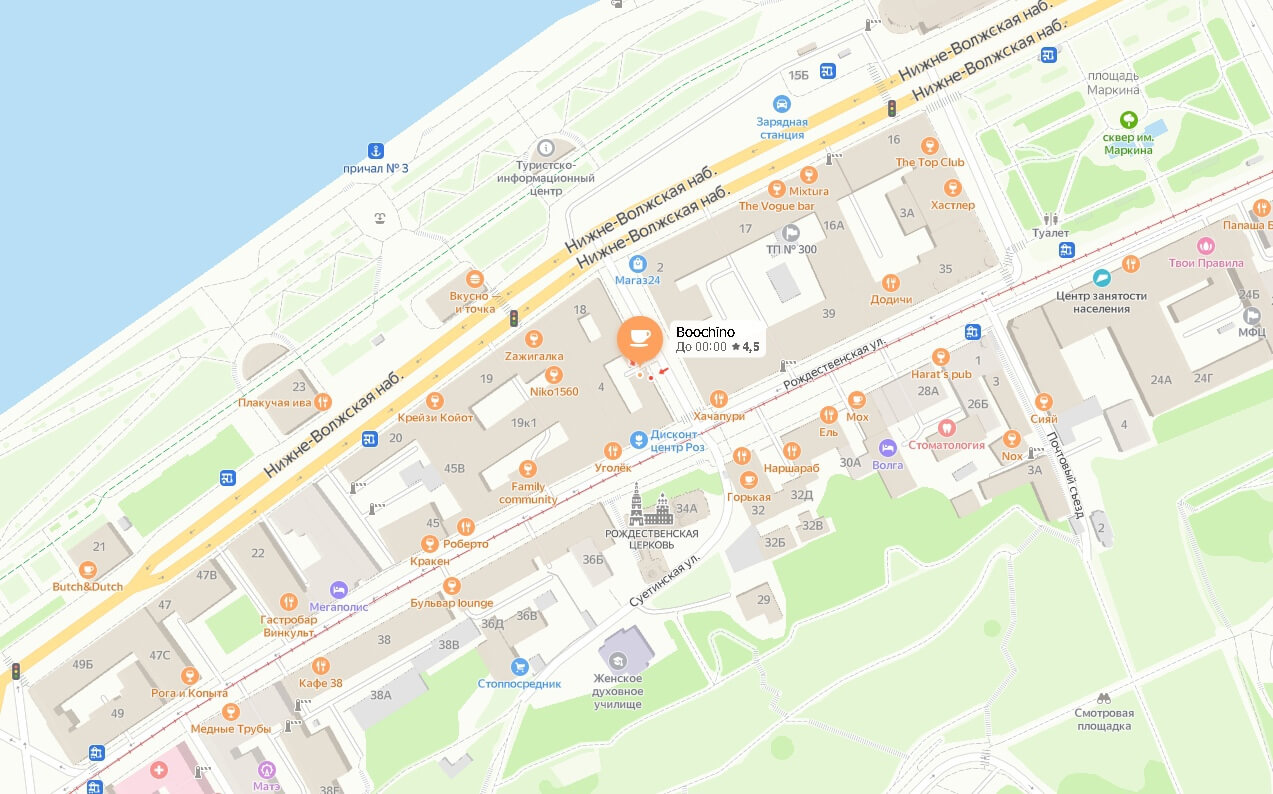 Нижне-Волжская наб.
Нижне-Волжская наб.
15Б
площадь
Маркина
Зарядная
станция
сквер им.
Маркина
16
The Top Club
причал № 3
Туристско-
информационный
центр
Mixtura
The Vogue bar
Хастлер
Нижне-Волжская наб.
Нижне-Волжская наб.
17
16А
3А
Папаша Б
Туалет
ТП № 300
Твои Правила
2
Магаз24
35
Додичи
Центр занятости
населения
24Б
МФЦ
Вкусно —
и точка
18
39
Boochino
До 00:00 ★ 4,5
Zажигалка
Рождественская ул.
1
Harat's pub
3
19
4
Niko1560
23
Плакучая ива
28А
26Б
24А
24Г
Нижне-Волжская наб.
Крейзи Койот
Хачапури
Ель
Мох
Сияй
19к1
4
20
Дисконт
центр Роз
Стоматология
45В
Уголёк
Наршараб
30А
Волга
Nox
3А
Почтовый съезд
Family
community
Горькая
32Д
34А
32
45
32В
2
РОЖДЕСТВЕНСКАЯ
ЦЕРКОВЬ
Роберто
21
22
Кракен
36Б
32Б
Butch&Dutch
47В
Суетинская ул.
47
Мегаполис
Бульвар lounge
29
Гастробар
Винкульт
36Д
36В
38
38В
47С
49Б
Кафе 38
Стоппосредник
Женское
духовное
училище
Рога и Копыта
38А
49
Медные Трубы
Смотровая
площадка
Матэ
38Е